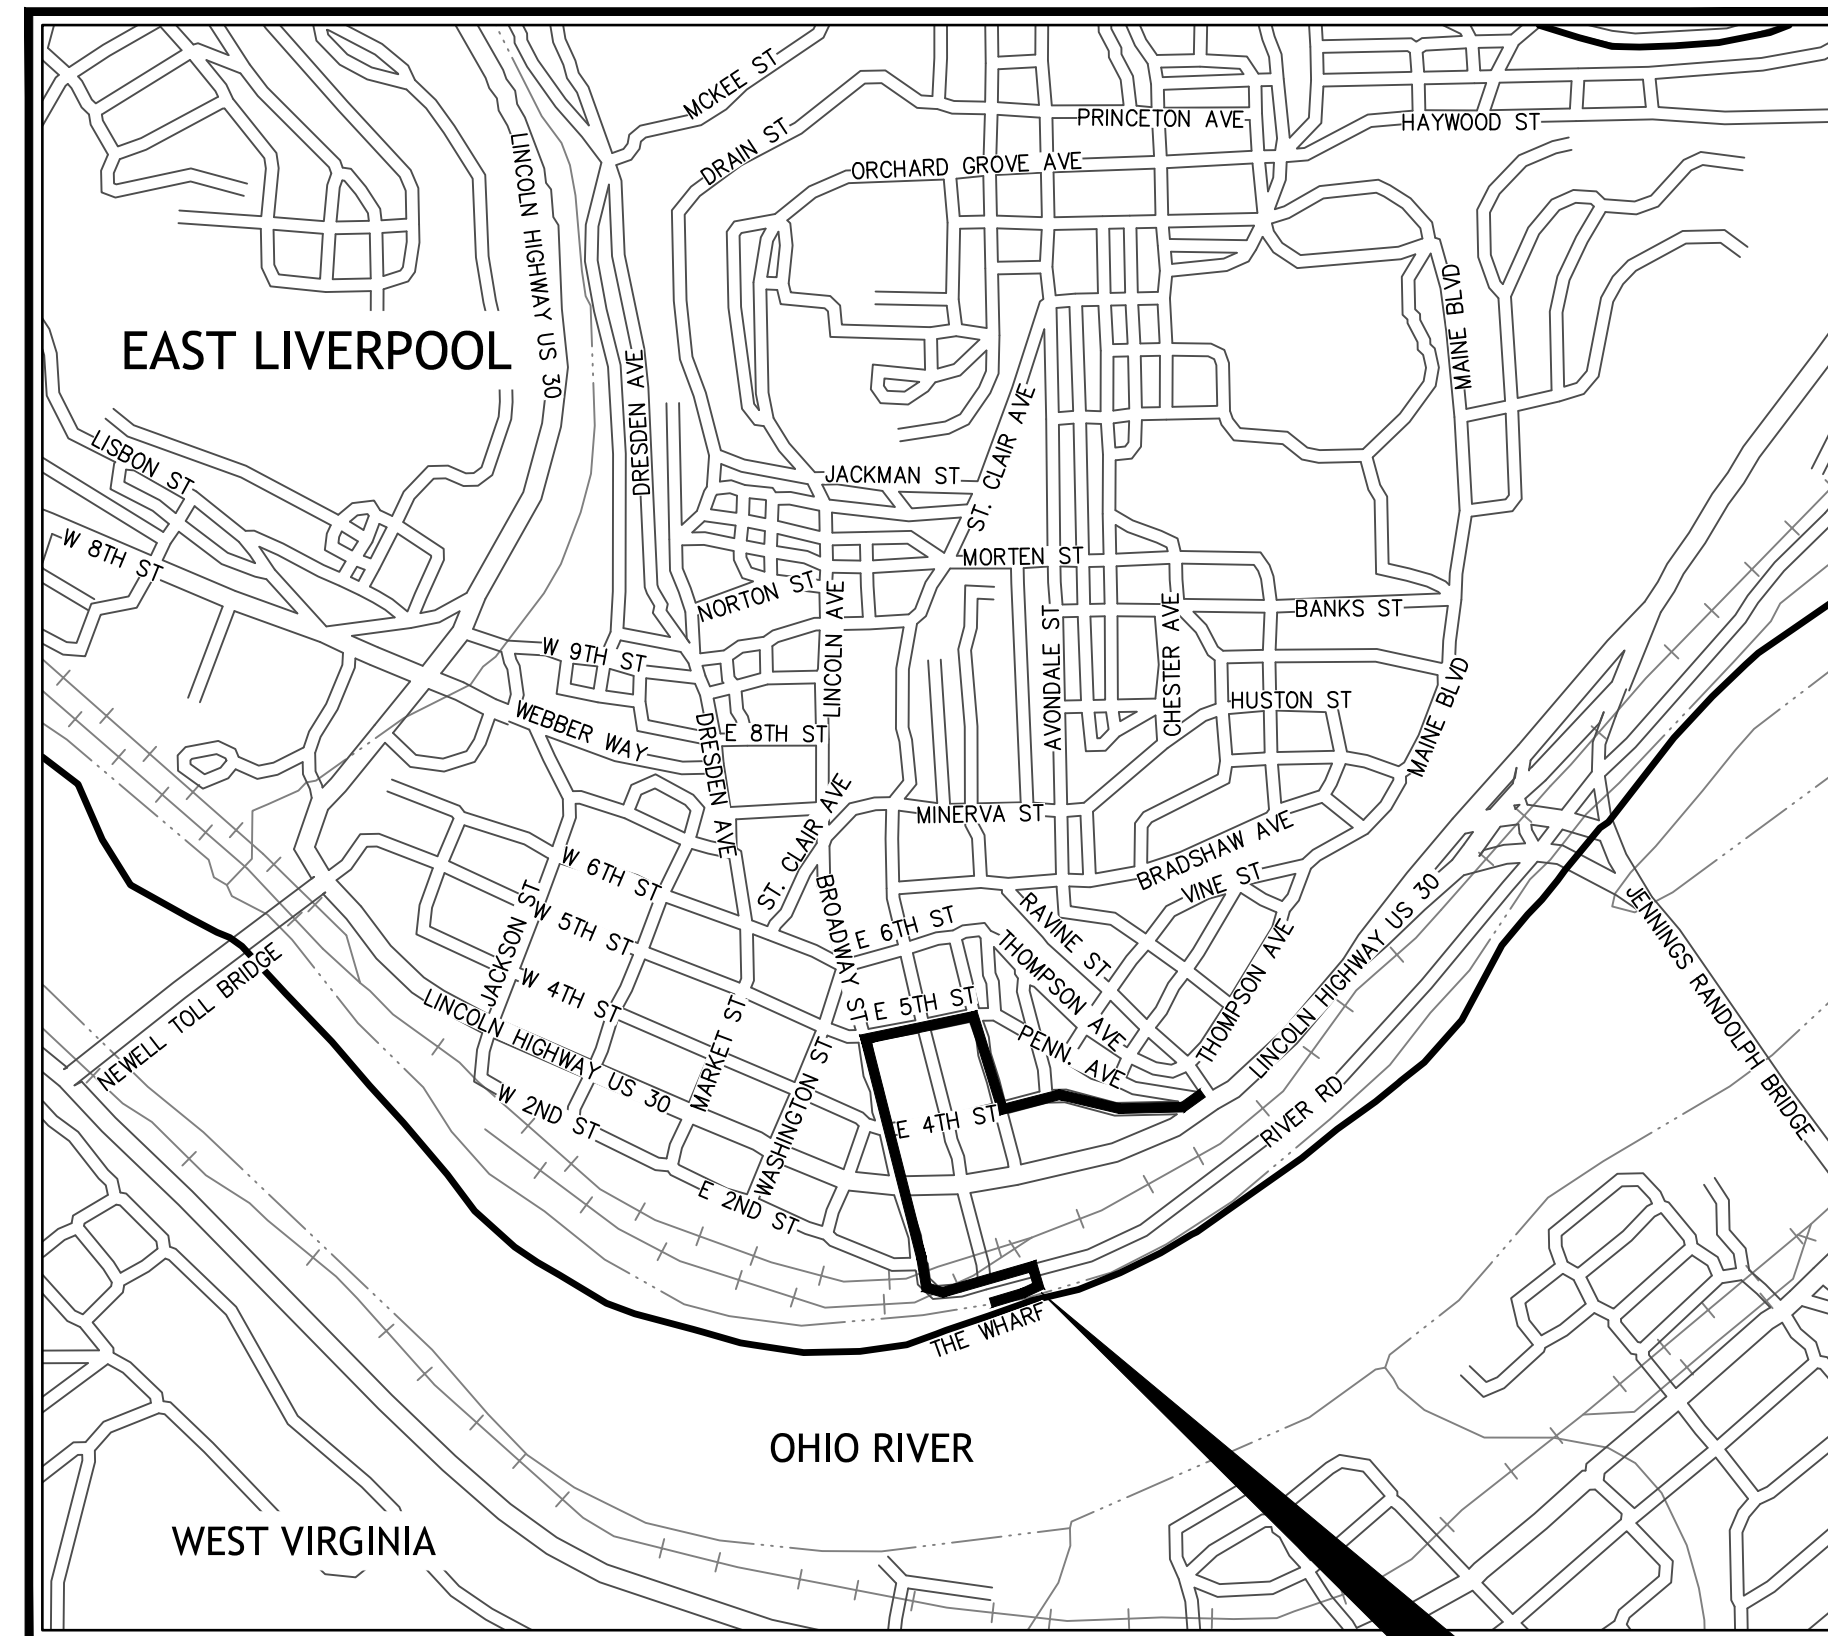 MCKEE ST
PRINCETON AVE
HAYWOOD ST
DRAIN ST
ORCHARD GROVE AVE
LINCOLN HIGHWAY US 30
EAST LIVERPOOL
MAINE BLVD
DRESDEN AVE
ST. CLAIR AVE
LISBON ST
JACKMAN ST
W 8TH ST
MORTEN ST
NORTON ST
LINCOLN AVE
AVONDALE ST
CHESTER AVE
BANKS ST
W 9TH ST
HUSTON ST
MAINE BLVD
WEBBER WAY
DRESDEN AVE
E 8TH ST
ST. CLAIR AVE
MINERVA ST
BRADSHAW AVE
VINE ST
W 6TH ST
JACKSON ST
W 5TH ST
BROADWAY ST
E 6TH ST
RAVINE ST
THOMPSON AVE
THOMPSON AVE
LINCOLN HIGHWAY US 30
JENNINGS RANDOLPH BRIDGE
NEWELL TOLL BRIDGE
W 4TH ST
LINCOLN HIGHWAY US 30
MARKET ST
WASHINGTON ST
E 5TH ST
PENN. AVE
W 2ND ST
E 4TH ST
RIVER RD
E 2ND ST
THE WHARF
OHIO RIVER
WEST VIRGINIA